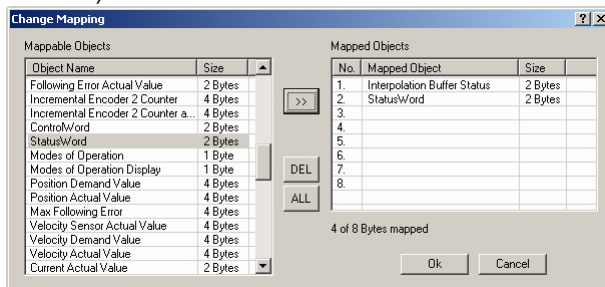 Change Mapping
Mappable Objects
Object Name Size
Following Error Actual Value 2 Bytes
Incremental Encoder 2 Counter 4 Bytes
Incremental Encoder 2 Counter a... 4 Bytes
ControlWord 2 Bytes
StatusWord 2 Bytes
Modes of Operation 1 Byte
Modes of Operation Display 1 Byte
Position Demand Value 4 Bytes
Position Actual Value 4 Bytes
Max Following Error 4 Bytes
Velocity Sensor Actual Value 4 Bytes
Velocity Demand Value 4 Bytes
Velocity Actual Value 4 Bytes
Current Actual Value 2 Bytes
>>
DEL
ALL
Mapped Objects
No. Mapped Object Size
1. Interpolation Buffer Status 2 Bytes
2. StatusWord 2 Bytes
3.
4.
5.
6.
7.
8.
4 of 8 Bytes mapped
Ok Cancel